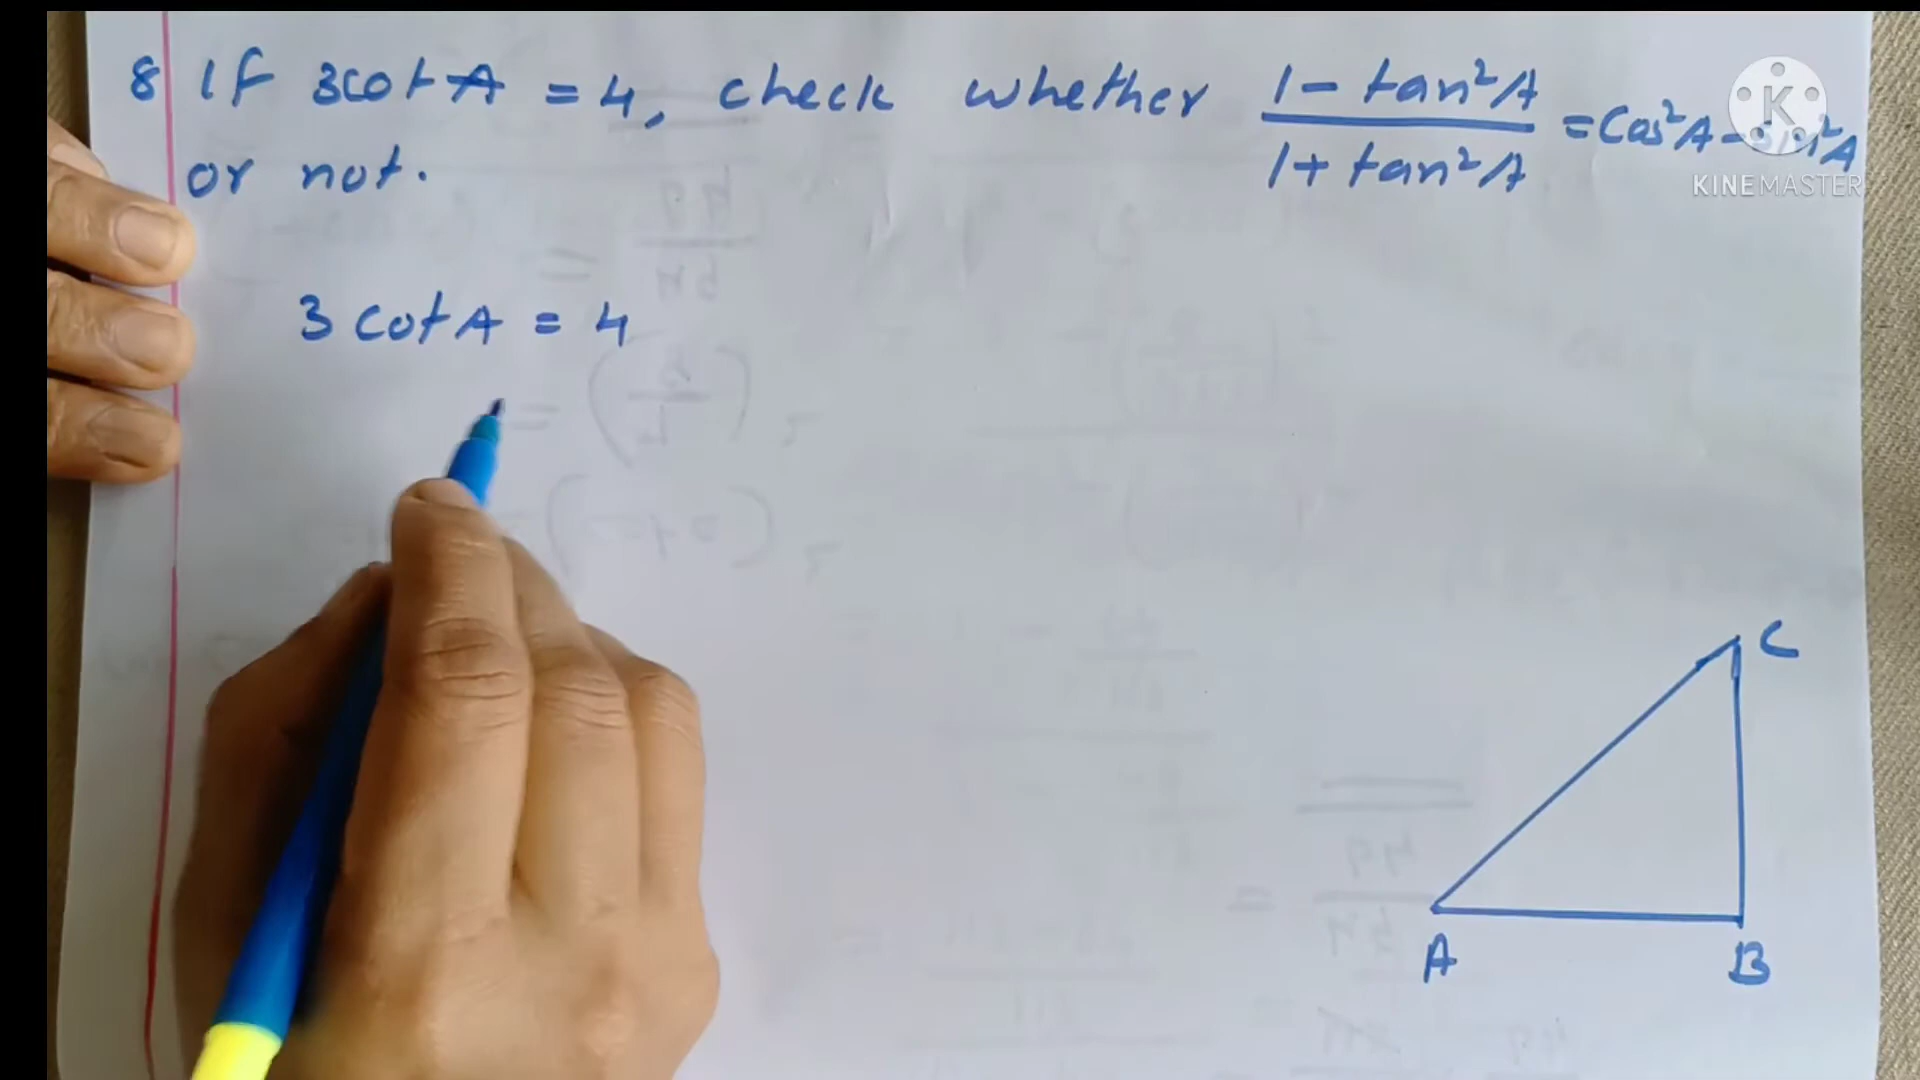 8 If 3cot A = 4, check whether (1 - tan²A)/(1 + tan²A) = Cos²A - Sin²A
or not.
KINEMASTER
3 cot A = 4
C
A B